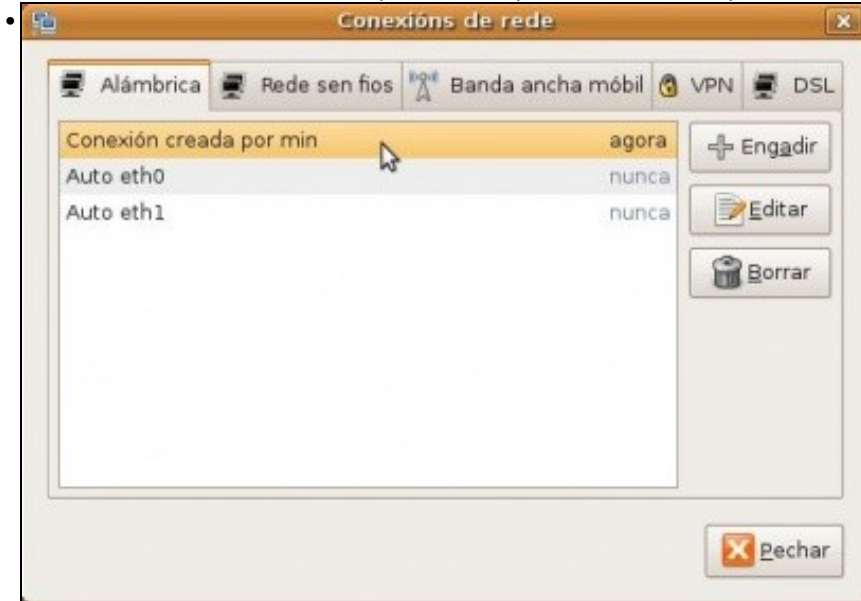 Conexións de rede
Alámbrica Rede sen fios Banda ancha móbil VPN DSL
Conexión creada por min agora
Auto eth0 nunca
Auto eth1 nunca
Engadir
Editar
Borrar
Pechar